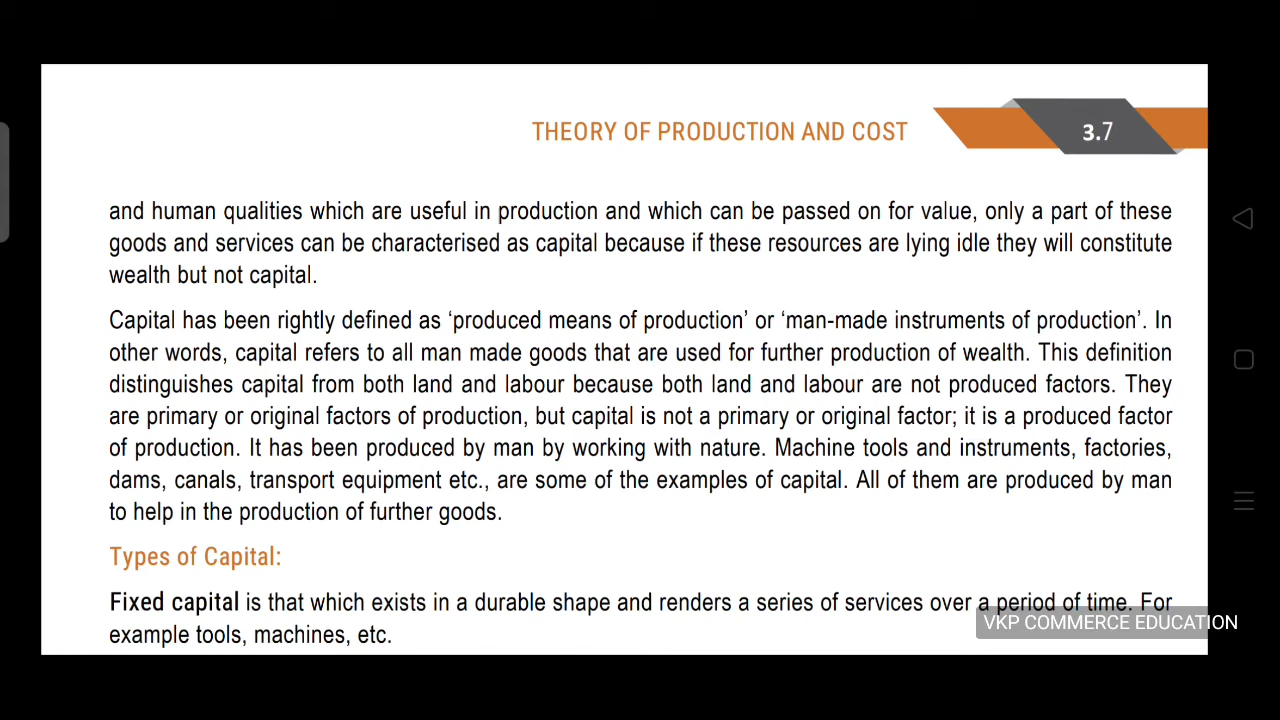 THEORY OF PRODUCTION AND COST
3.7
and human qualities which are useful in production and which can be passed on for value, only a part of these
goods and services can be characterised as capital because if these resources are lying idle they will constitute
wealth but not capital.
Capital has been rightly defined as ‘produced means of production’ or ‘man-made instruments of production’. In
other words, capital refers to all man made goods that are used for further production of wealth. This definition
distinguishes capital from both land and labour because both land and labour are not produced factors. They
are primary or original factors of production, but capital is not a primary or original factor; it is a produced factor
of production. It has been produced by man by working with nature. Machine tools and instruments, factories,
dams, canals, transport equipment etc., are some of the examples of capital. All of them are produced by man
to help in the production of further goods.
Types of Capital:
Fixed capital is that which exists in a durable shape and renders a series of services over a period of time. For
example tools, machines, etc.
VKP COMMERCE EDUCATION